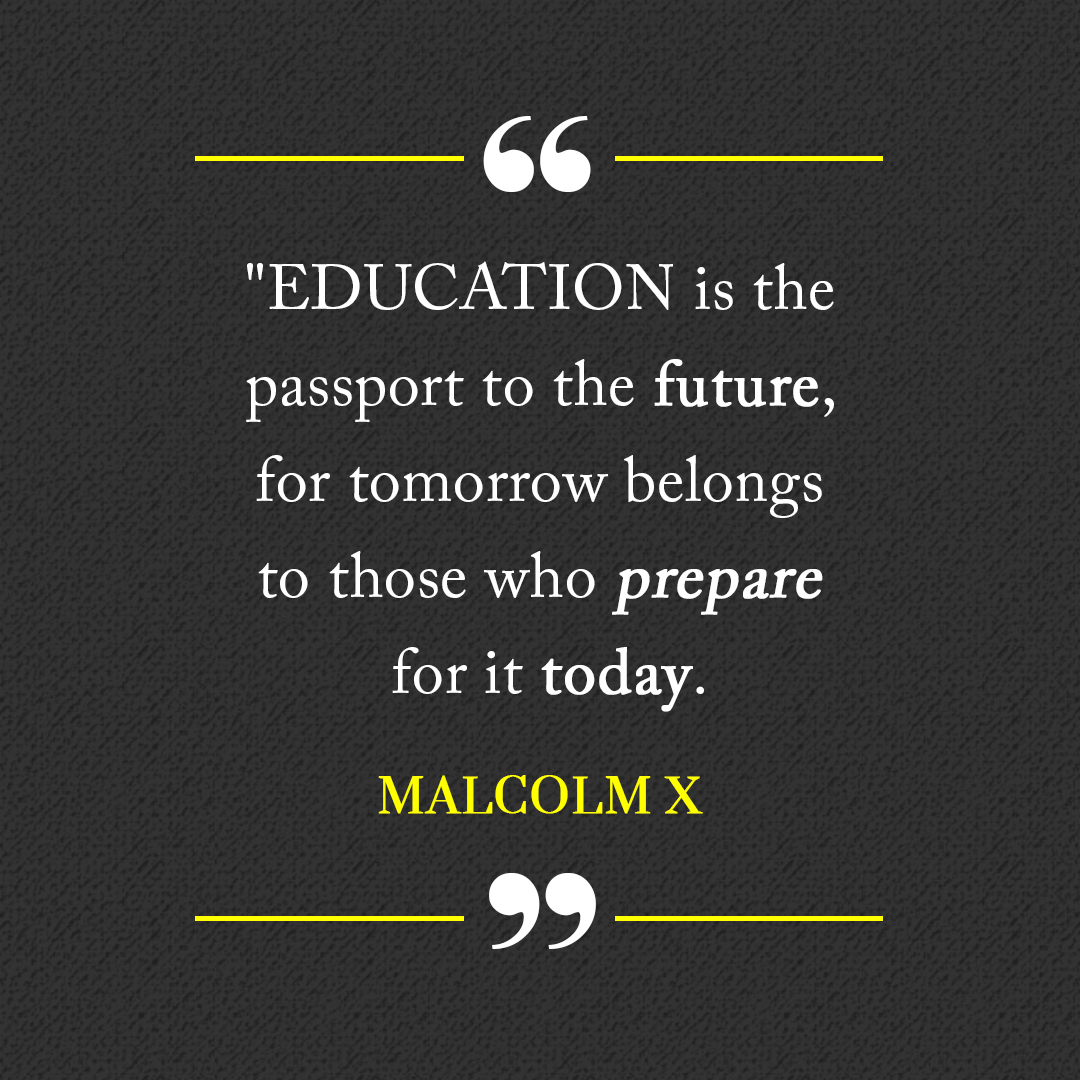 “
"EDUCATION is the
passport to the future,
for tomorrow belongs
to those who prepare
for it today.
MALCOLM X
”